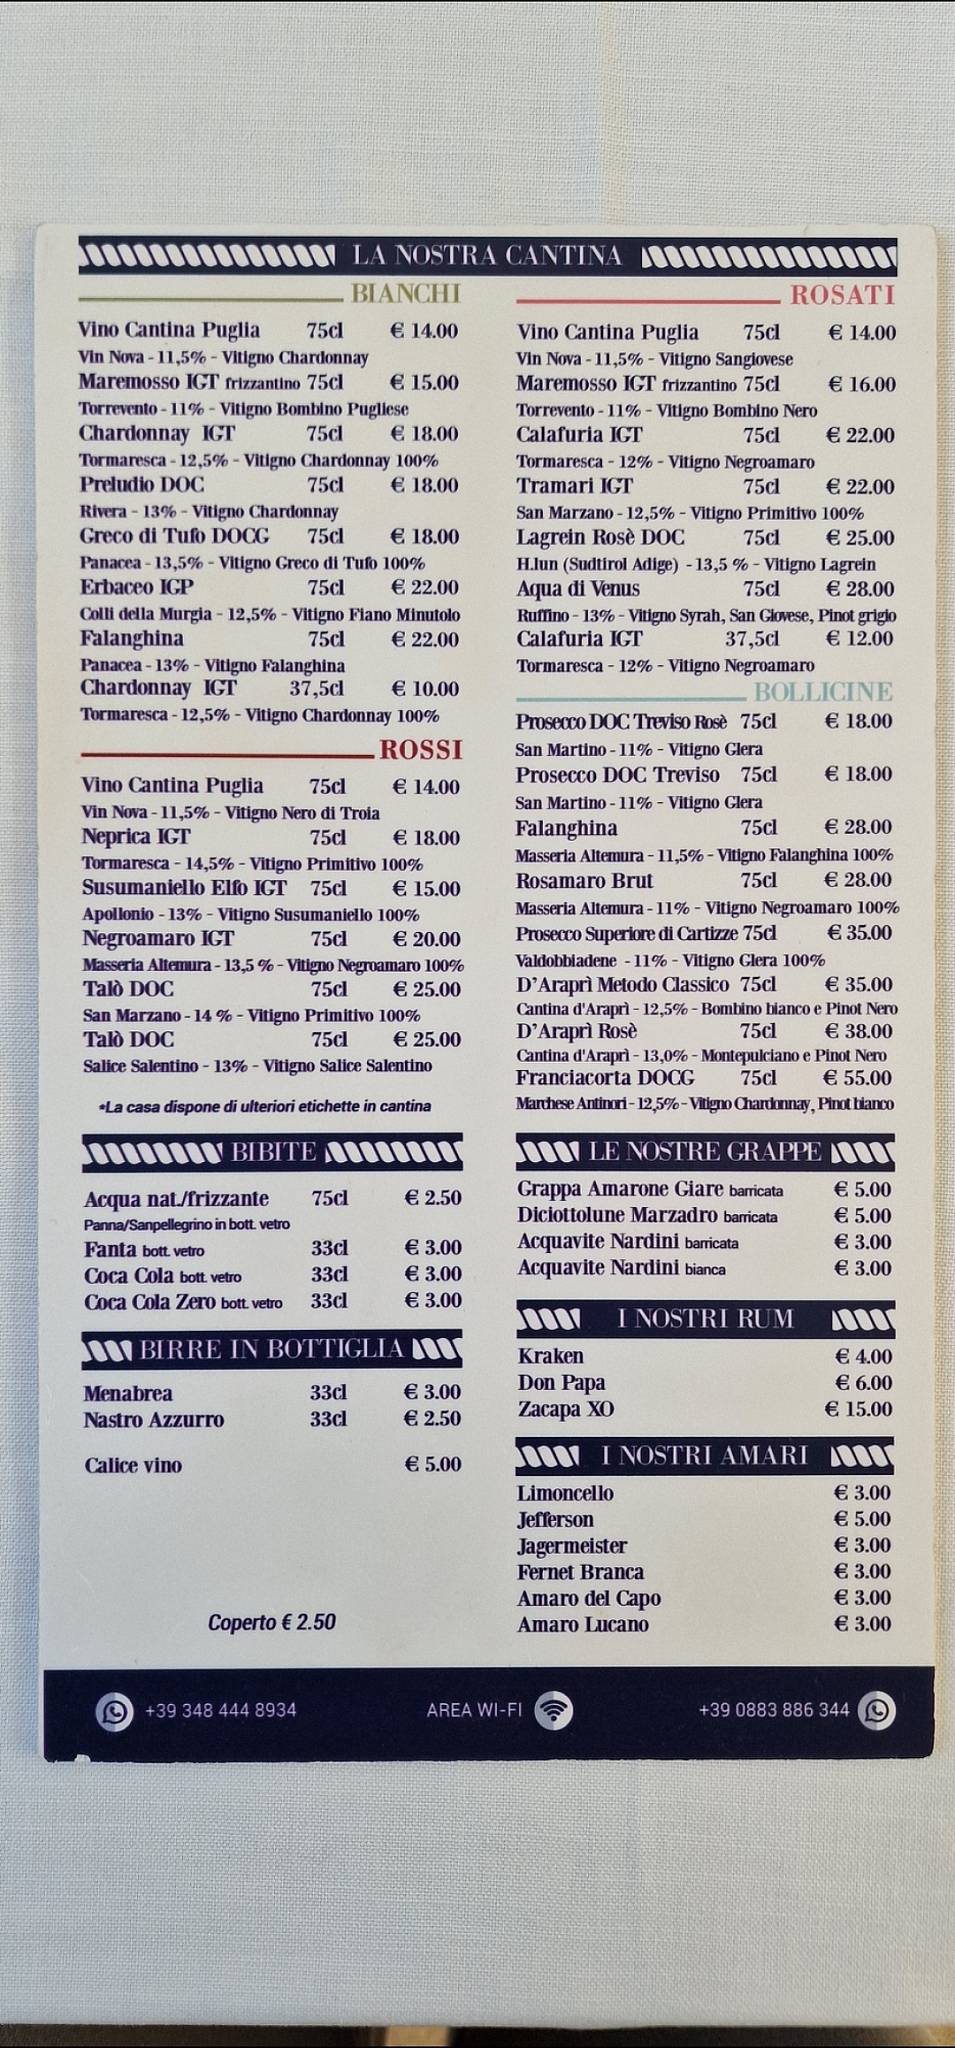 LA NOSTRA CANTINA
BIANCHI
Vino Cantina Puglia 75cl € 14.00
Vin Nova - 11,5% - Vitigno Chardonnay
Maremosso IGT frizzantino 75cl € 15.00
Torrevento - 11% - Vitigno Bombino Pugliese
Chardonnay IGT 75cl € 18.00
Tormaresca - 12,5% - Vitigno Chardonnay 100%
Preludio DOC 75cl € 18.00
Rivera - 13% - Vitigno Chardonnay
Greco di Tufo DOCG 75cl € 18.00
Panacea - 13,5% - Vitigno Greco di Tufo 100%
Erbaceo IGP 75cl € 22.00
Colli della Murgia - 12,5% - Vitigno Fiano Minutolo
Falanghina 75cl € 22.00
Panacea - 13% - Vitigno Falanghina
Chardonnay IGT 37,5cl € 10.00
Tormaresca - 12,5% - Vitigno Chardonnay 100%
ROSSI
Vino Cantina Puglia 75cl € 14.00
Vin Nova - 11,5% - Vitigno Nero di Troia
Neprica IGT 75cl € 18.00
Tormaresca - 14,5% - Vitigno Primitivo 100%
Susumaniello Elfo IGT 75cl € 15.00
Apollonio - 13% - Vitigno Susumaniello 100%
Negroamaro IGT 75cl € 20.00
Masseria Altemura - 13,5 % - Vitigno Negroamaro 100%
Talò DOC 75cl € 25.00
San Marzano - 14 % - Vitigno Primitivo 100%
Talò DOC 75cl € 25.00
Salice Salentino - 13% - Vitigno Salice Salentino
*La casa dispone di ulteriori etichette in cantina
BIBITE
Acqua nat./frizzante 75cl € 2.50
Panna/Sanpellegrino in bott. vetro
Fanta bott. vetro 33cl € 3.00
Coca Cola bott. vetro 33cl € 3.00
Coca Cola Zero bott. vetro 33cl € 3.00
BIRRE IN BOTTIGLIA
Menabrea 33cl € 3.00
Nastro Azzurro 33cl € 2.50
Calice vino € 5.00
Coperto € 2.50
ROSATI
Vino Cantina Puglia 75cl € 14.00
Vin Nova - 11,5% - Vitigno Sangiovese
Maremosso IGT frizzantino 75cl € 16.00
Torrevento - 11% - Vitigno Bombino Nero
Calafuria IGT 75cl € 22.00
Tormaresca - 12% - Vitigno Negroamaro
Tramari IGT 75cl € 22.00
San Marzano - 12,5% - Vitigno Primitivo 100%
Lagrein Rosè DOC 75cl € 25.00
H.lun (Sudtirol Adige) - 13,5 % - Vitigno Lagrein
Aqua di Venus 75cl € 28.00
Ruffino - 13% - Vitigno Syrah, San Giovese, Pinot grigio
Calafuria IGT 37,5cl € 12.00
Tormaresca - 12% - Vitigno Negroamaro
BOLLICINE
Prosecco DOC Treviso Rosè 75cl € 18.00
San Martino - 11% - Vitigno Glera
Prosecco DOC Treviso 75cl € 18.00
San Martino - 11% - Vitigno Glera
Falanghina 75cl € 28.00
Masseria Altemura - 11,5% - Vitigno Falanghina 100%
Rosamaro Brut 75cl € 28.00
Masseria Altemura - 11% - Vitigno Negroamaro 100%
Prosecco Superiore di Cartizze 75cl € 35.00
Valdobbiadene - 11% - Vitigno Glera 100%
D'Araprì Metodo Classico 75cl € 35.00
Cantina d'Araprì - 12,5% - Bombino bianco e Pinot Nero
D'Araprì Rosè 75cl € 38.00
Cantina d'Araprì - 13,0% - Montepulciano e Pinot Nero
Franciacorta DOCG 75cl € 55.00
Marchese Antinori - 12,5% - Vitigno Chardonnay, Pinot bianco
LE NOSTRE GRAPPE
Grappa Amarone Giare barricata € 5.00
Diciottolune Marzadro barricata € 5.00
Acquavite Nardini barricata € 3.00
Acquavite Nardini bianca € 3.00
I NOSTRI RUM
Kraken € 4.00
Don Papa € 6.00
Zacapa XO € 15.00
I NOSTRI AMARI
Limoncello € 3.00
Jefferson € 5.00
Jagermeister € 3.00
Fernet Branca € 3.00
Amaro del Capo € 3.00
Amaro Lucano € 3.00
+39 348 444 8934 AREA WI-FI +39 0883 886 344